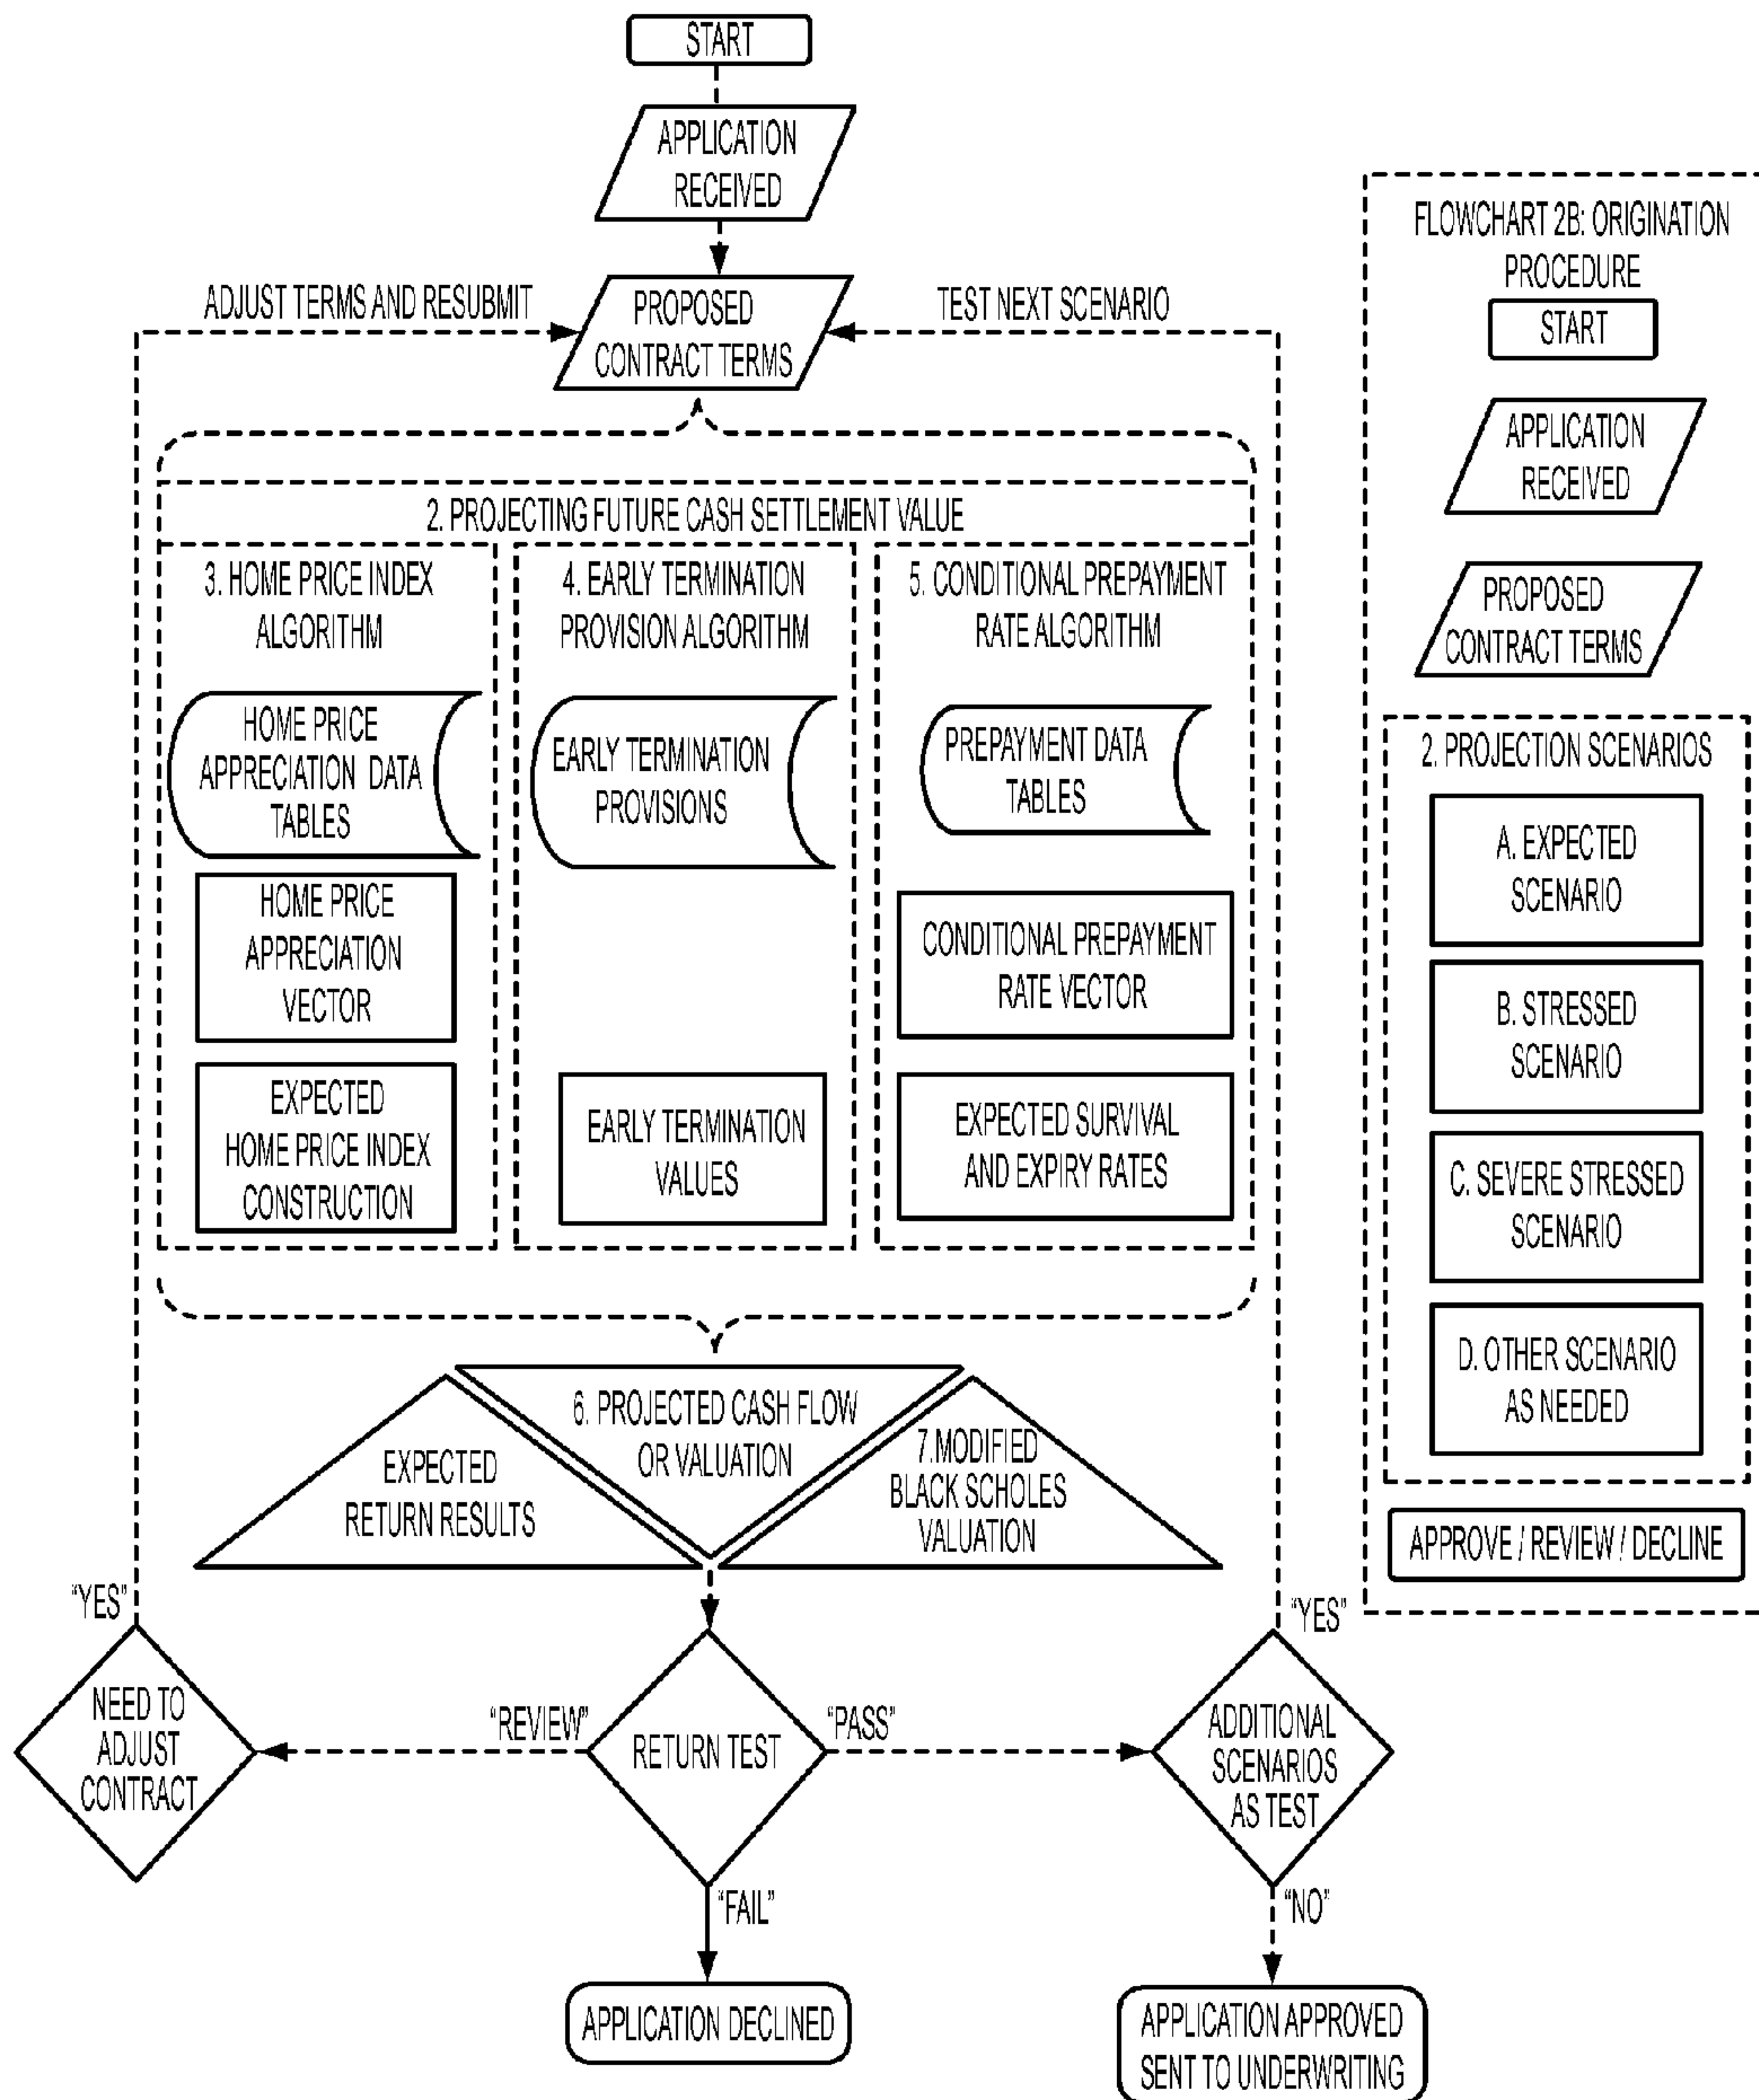 START
APPLICATION
RECEIVED
ADJUST TERMS AND RESUBMIT
PROPOSED
CONTRACT TERMS
TEST NEXT SCENARIO
2. PROJECTING FUTURE CASH SETTLEMENT VALUE
3. HOME PRICE INDEX
ALGORITHM
HOME PRICE
APPRECIATION DATA
TABLES
HOME PRICE
APPRECIATION
VECTOR
EXPECTED
HOME PRICE INDEX
CONSTRUCTION
4. EARLY TERMINATION
PROVISION ALGORITHM
EARLY TERMINATION
PROVISIONS
EARLY TERMINATION
VALUES
5. CONDITIONAL PREPAYMENT
RATE ALGORITHM
PREPAYMENT DATA
TABLES
CONDITIONAL PREPAYMENT
RATE VECTOR
EXPECTED SURVIVAL
AND EXPIRY RATES
EXPECTED
RETURN RESULTS
6. PROJECTED CASH FLOW
OR VALUATION
7.MODIFIED
BLACK SCHOLES
VALUATION
"YES"
NEED TO
ADJUST
CONTRACT
"REVIEW"
RETURN TEST
"PASS"
"YES"
ADDITIONAL
SCENARIOS
AS TEST
"FAIL"
"NO"
APPLICATION DECLINED
APPLICATION APPROVED
SENT TO UNDERWRITING
FLOWCHART 2B: ORIGINATION
PROCEDURE
START
APPLICATION
RECEIVED
PROPOSED
CONTRACT TERMS
2. PROJECTION SCENARIOS
A. EXPECTED
SCENARIO
B. STRESSED
SCENARIO
C. SEVERE STRESSED
SCENARIO
D. OTHER SCENARIO
AS NEEDED
APPROVE / REVIEW / DECLINE